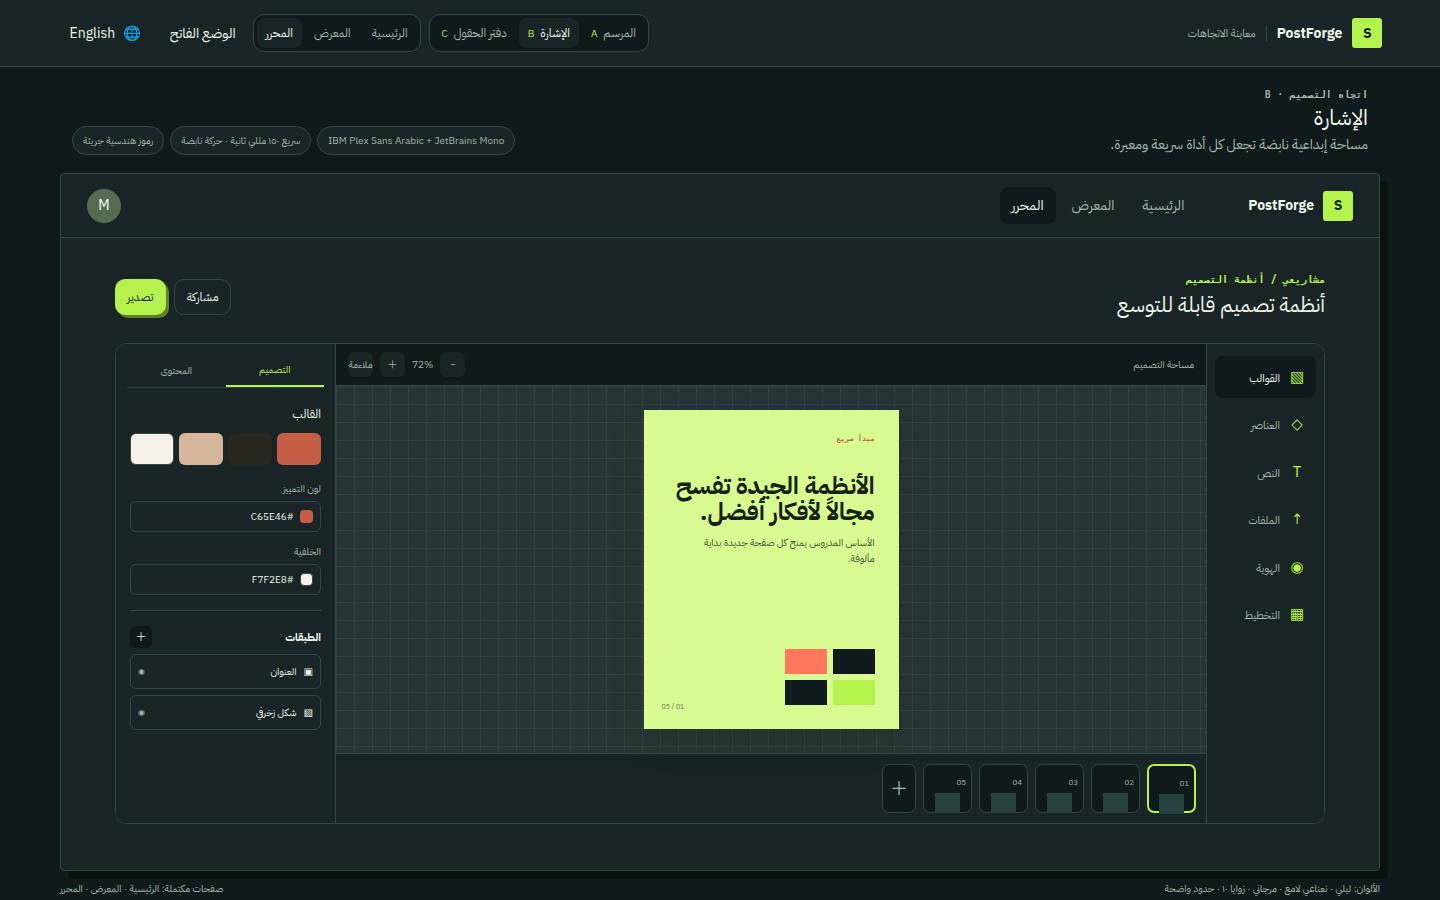 S PostForge معاينة الاتجاهات
المرسم A الإشارة B دفتر الحقول C
الرئيسية المعرض المحرر
الوضع الفاتح
🌐 English
اتجاه التصميم · B
الإشارة
مساحة إبداعية نابضة تجعل كل أداة سريعة ومعبرة.
IBM Plex Sans Arabic + JetBrains Mono
سريع ١٥٠ مللي ثانية · حركة نابضة
رموز هندسية جريئة
S PostForge
الرئيسية المعرض المحرر
M
مشاريعي / أنظمة التصميم
أنظمة تصميم قابلة للتوسع
مشاركة تصدير
▧ القوالب
◇ العناصر
T النص
↑ الملفات
◉ الهوية
▦ التخطيط
مساحة التصميم
− 72% + ملاءمة
مبدأ سريع
الأنظمة الجيدة تفسح
مجالاً لأفكار أفضل.
الأساس المدروس يمنح كل صفحة جديدة بداية
مألوفة.
05 / 01
01 02 03 04 05 +
التصميم المحتوى
القالب
لون التمييز
C65E46#
الخلفية
F7F2E8#
الطبقات +
▣ العنوان ◉
▧ شكل زخرفي ◉
الألوان: ليلي · نعناعي لامع · مرجاني · زوايا ١٠ · حدود واضحة
صفحات مكتملة: الرئيسية · المعرض · المحرر